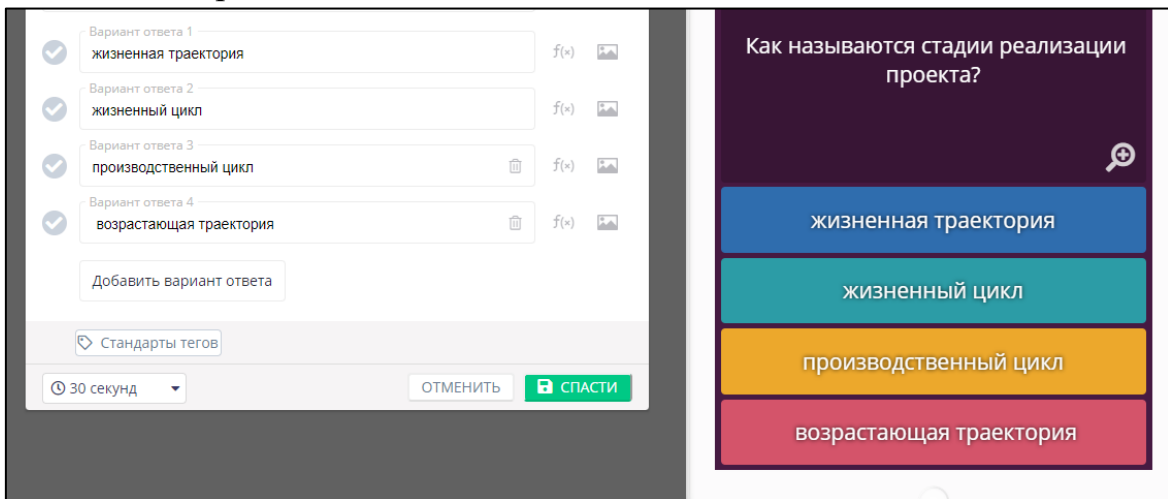 Вариант ответа 1
жизненная траектория
f(x)
Вариант ответа 2
жизненный цикл
f(x)
Вариант ответа 3
производственный цикл
f(x)
Вариант ответа 4
возрастающая траектория
f(x)
Добавить вариант ответа
Стандарты тегов
30 секунд
ОТМЕНИТЬ
СПАСТИ
Как называются стадии реализации
проекта?
жизненная траектория
жизненный цикл
производственный цикл
возрастающая траектория